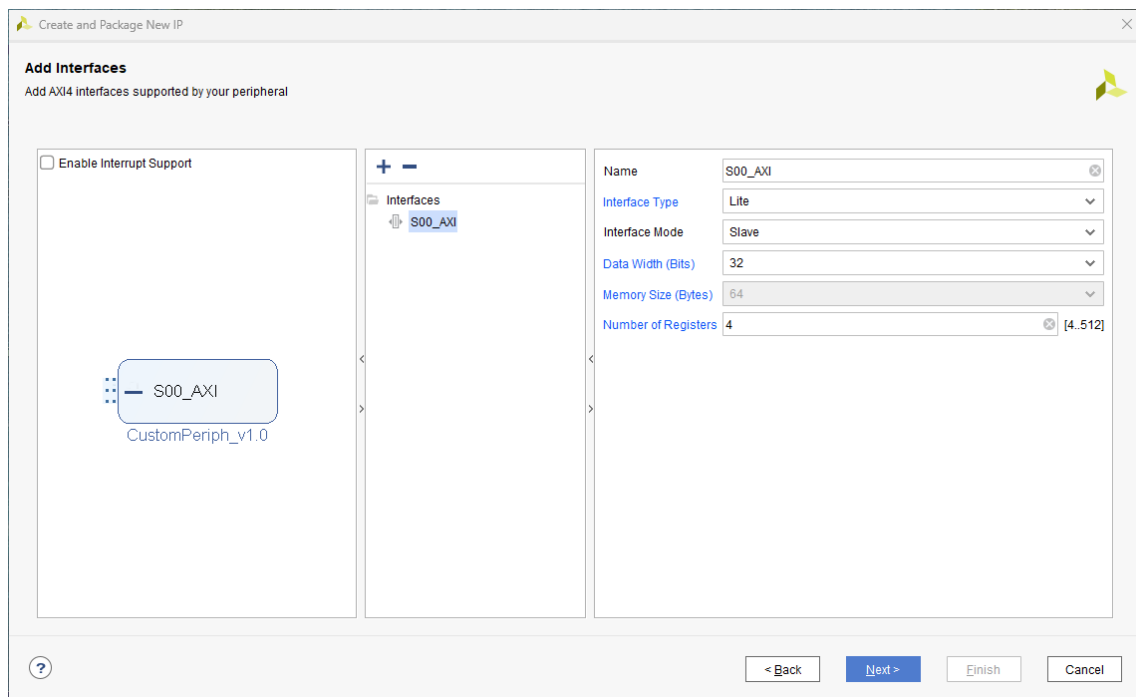 Create and Package New IP
Add Interfaces
Add AXI4 interfaces supported by your peripheral
Enable Interrupt Support
S00_AXI
CustomPeriph_v1.0
Interfaces
S00_AXI
Name S00_AXI
Interface Type Lite
Interface Mode Slave
Data Width (Bits) 32
Memory Size (Bytes) 64
Number of Registers 4 [4..512]
?
< Back Next > Finish Cancel